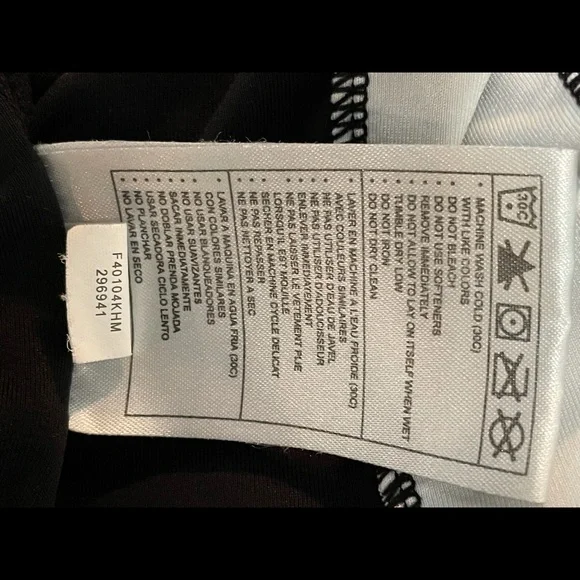 30C
• MACHINE WASH COLD (30C)
WITH LIKE COLORS
• DO NOT BLEACH
• DO NOT USE SOFTENERS
• REMOVE IMMEDIATELY
• DO NOT ALLOW TO LAY ON ITSELF WHEN WET
• TUMBLE DRY LOW
• DO NOT IRON
• DO NOT DRY CLEAN
• LAVER EN MACHINE A L'EAU FROIDE (30C)
AVEC COULEURS SIMILAIRES
• NE PAS UTILISER D'EAU DE JAVEL
• NE PAS UTILISER D'ADOUCISSEUR
• ENLEVER IMMEDIATEMENT
• NE PAS LAISSER LE VETEMENT PLIE
LORSQU'IL EST MOUILLE
• SECHER EN MACHINE CYCLE DELICAT
• NE PAS REPASSER
• NE PAS NETTOYER A SEC
• LAVAR A MAQUINA EN AGUA FRIA (30C)
CON COLORES SIMILARES
• NO USAR BLANQUEADORES
• NO USAR SUAVIZANTES
• SACAR IMMEDIATAMENTE
• NO DOBLAR PRENDA MOJADA
• USAR SECADORA CICLO LENTO
• NO PLANCHAR
• NO LAVAR EN SECO
F40104KHM
296941